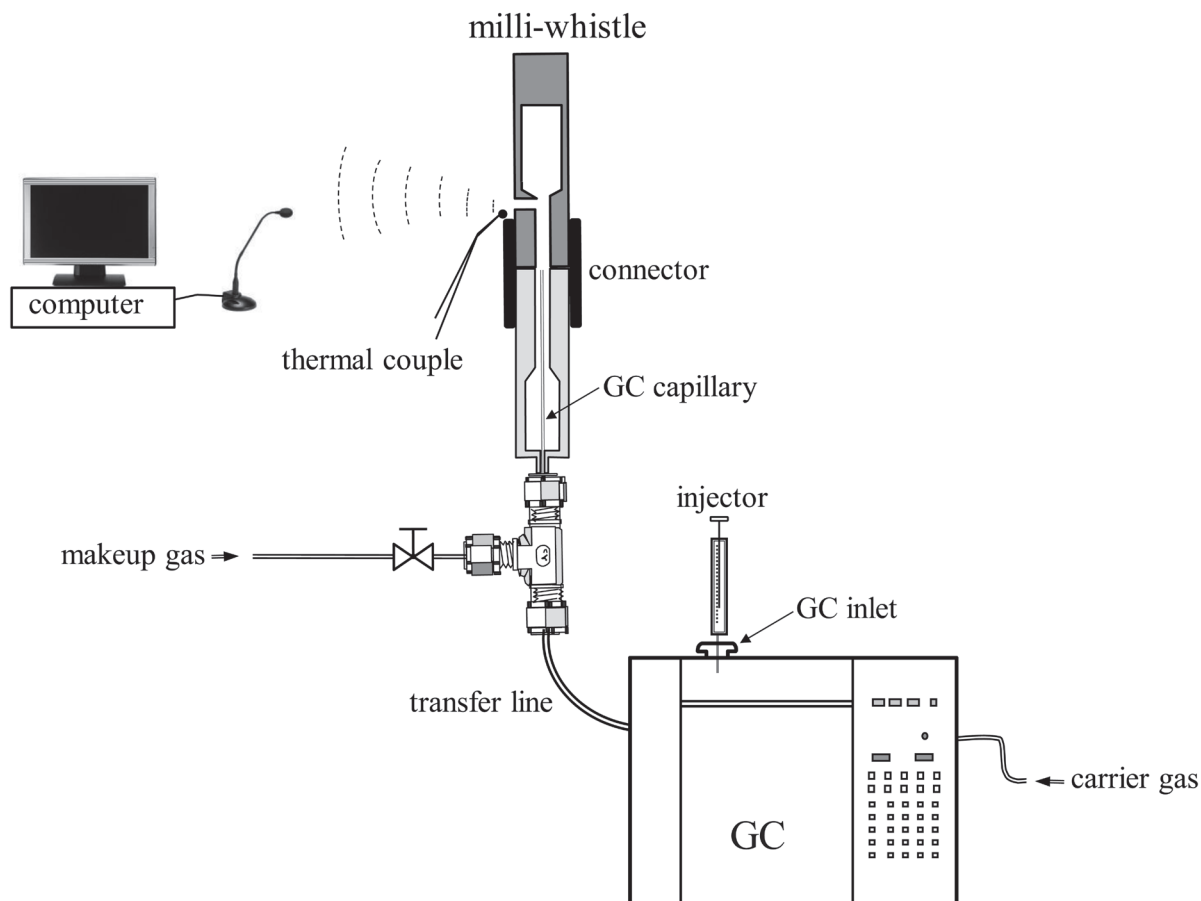 milli-whistle
connector
computer
thermal couple
GC capillary
injector
makeup gas
GC inlet
transfer line
carrier gas
GC